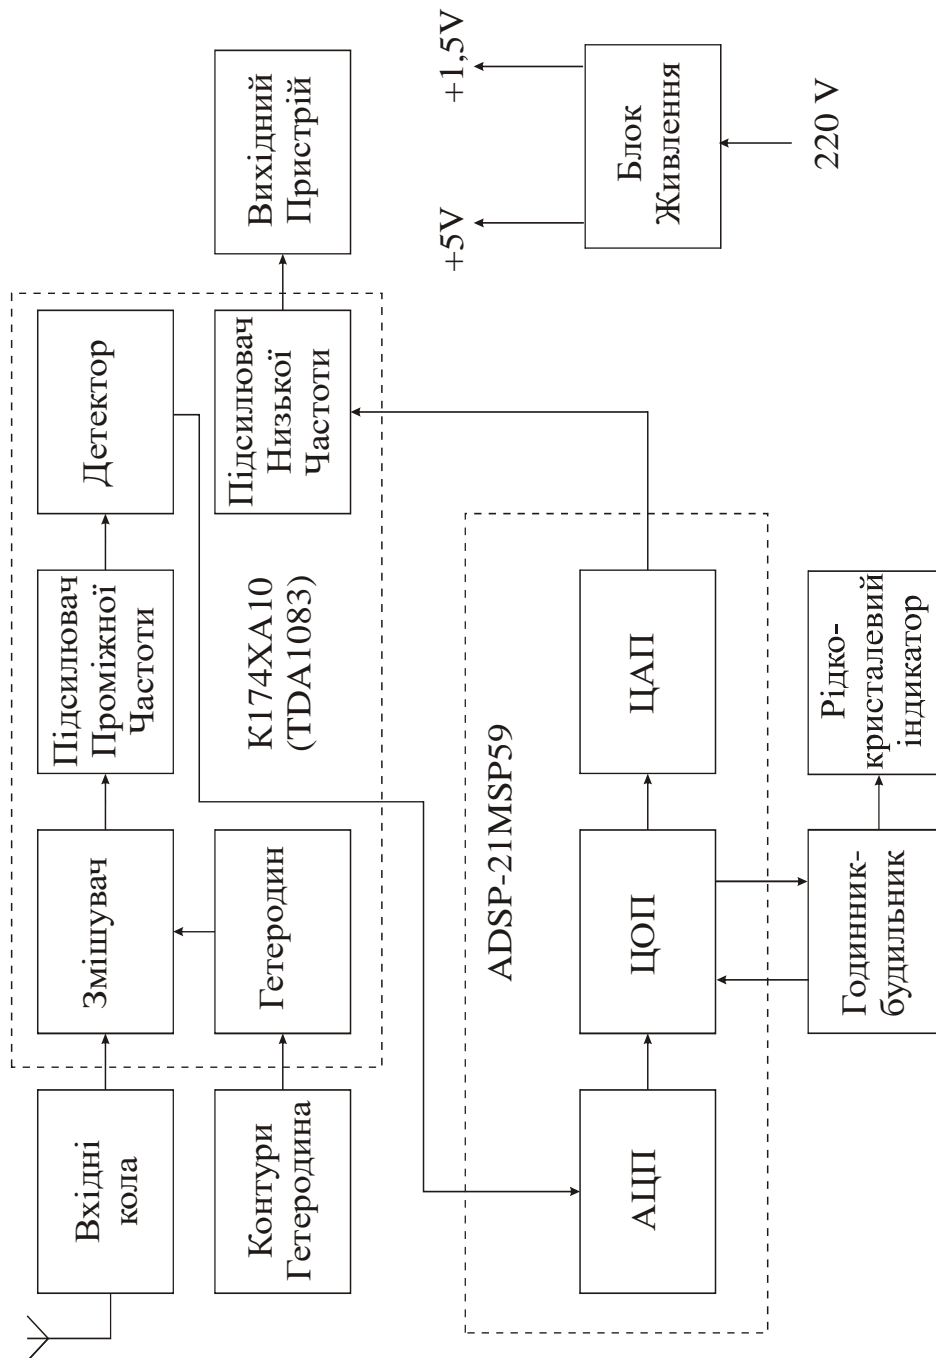 Вхідні
кола
Змішувач
Підсилювач
Проміжної
Частоти
Детектор
Контури
Гетеродина
Гетеродин
К174ХА10
(TDA1083)
Підсилювач
Низької
Частоти
Вихідний
Пристрій
ADSP-21MSP59
АЦП
ЦОП
ЦАП
Годинник-
будильник
Рідко-
кристалевий
індикатор
+5V
+1,5V
Блок
Живлення
220 V